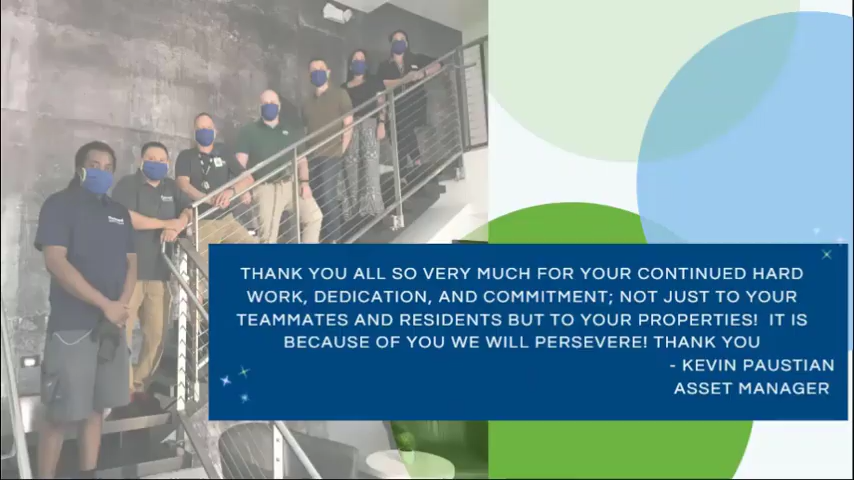 THANK YOU ALL SO VERY MUCH FOR YOUR CONTINUED HARD
WORK, DEDICATION, AND COMMITMENT; NOT JUST TO YOUR
TEAMMATES AND RESIDENTS BUT TO YOUR PROPERTIES! IT IS
BECAUSE OF YOU WE WILL PERSEVERE! THANK YOU
- KEVIN PAUSTIAN
ASSET MANAGER